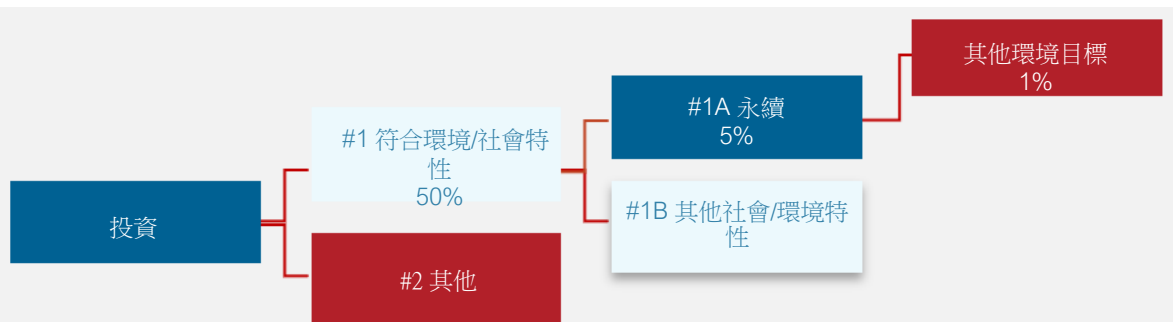 其他環境目標
1%
#1A 永續
5%
#1 符合環境/社會特
性
50%
#1B 其他社會/環境特
性
投資
#2 其他